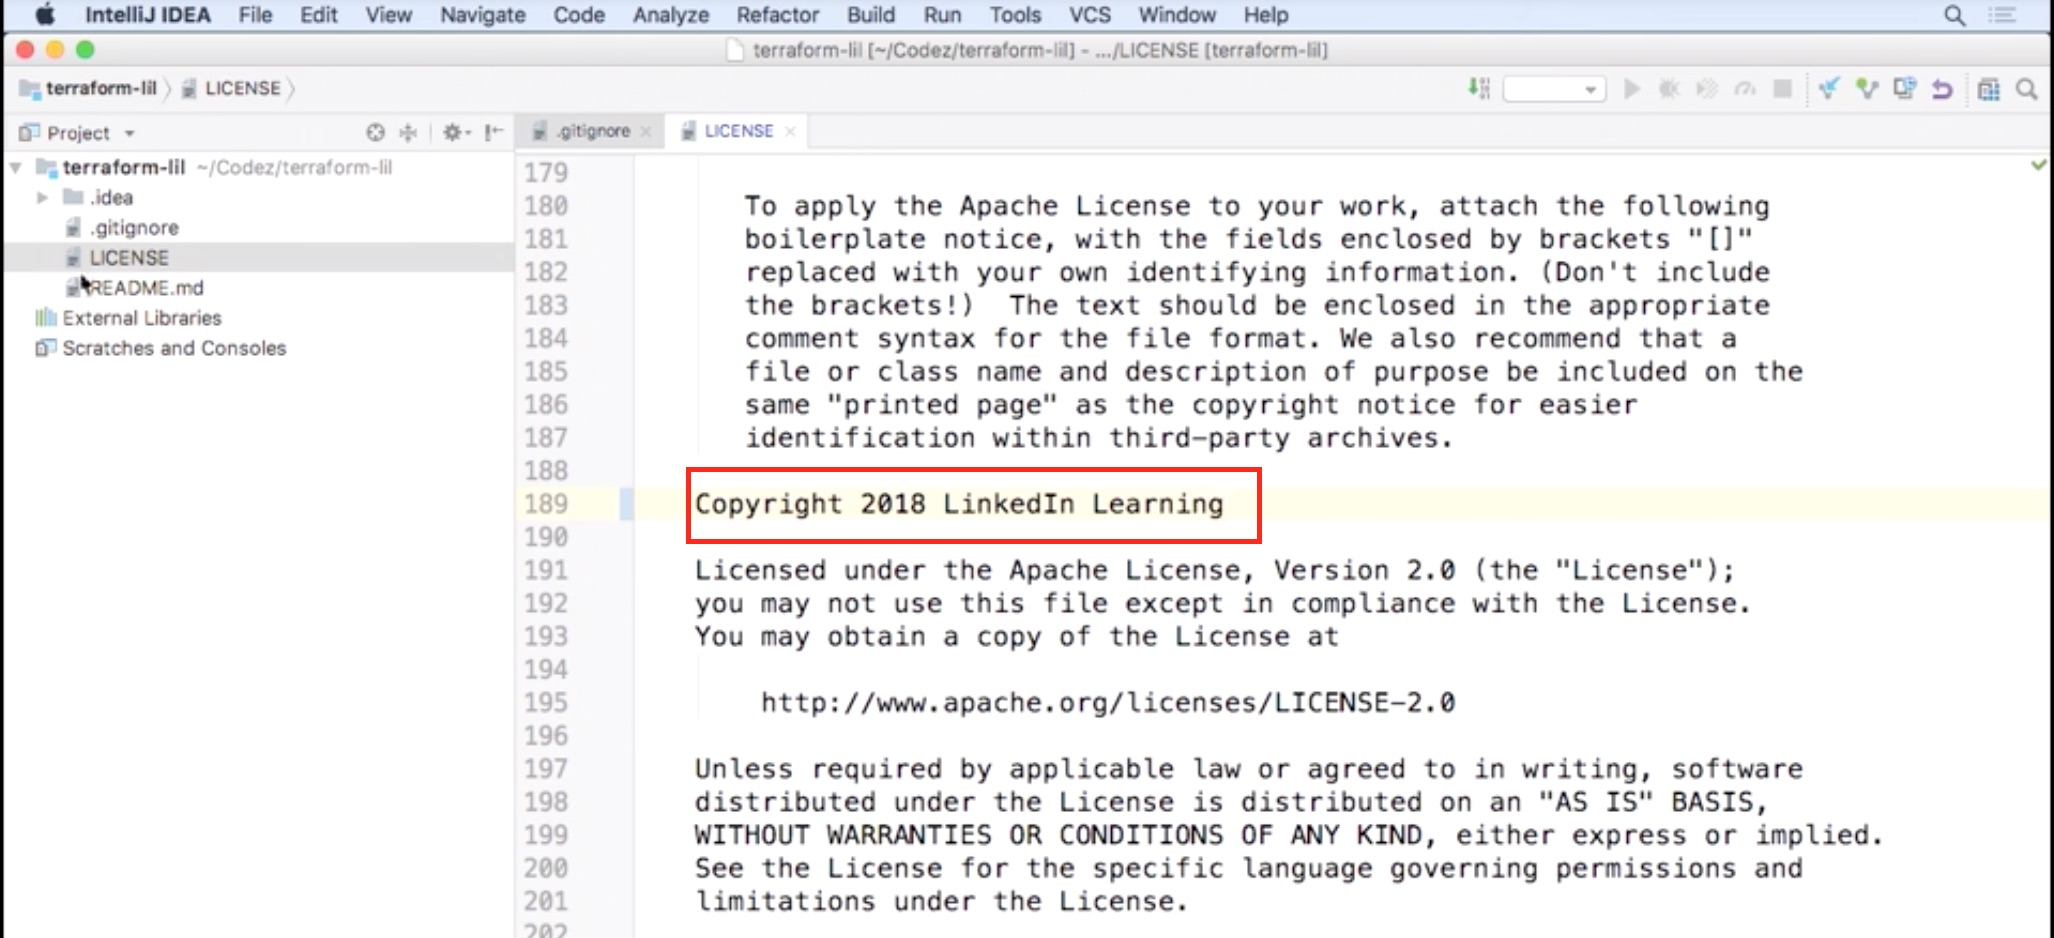 IntelliJ IDEA File Edit View Navigate Code Analyze Refactor Build Run Tools VCS Window Help
terraform-lil [~/Codez/terraform-lil] - .../LICENSE [terraform-lil]
terraform-lil LICENSE
Project
.gitignore LICENSE
terraform-lil ~/Codez/terraform-lil
.idea
.gitignore
LICENSE
README.md
External Libraries
Scratches and Consoles
179
180 To apply the Apache License to your work, attach the following
181 boilerplate notice, with the fields enclosed by brackets "[]"
182 replaced with your own identifying information. (Don't include
183 the brackets!)  The text should be enclosed in the appropriate
184 comment syntax for the file format. We also recommend that a
185 file or class name and description of purpose be included on the
186 same "printed page" as the copyright notice for easier
187 identification within third-party archives.
188
189 Copyright 2018 LinkedIn Learning
190
191 Licensed under the Apache License, Version 2.0 (the "License");
192 you may not use this file except in compliance with the License.
193 You may obtain a copy of the License at
194
195 http://www.apache.org/licenses/LICENSE-2.0
196
197 Unless required by applicable law or agreed to in writing, software
198 distributed under the License is distributed on an "AS IS" BASIS,
199 WITHOUT WARRANTIES OR CONDITIONS OF ANY KIND, either express or implied.
200 See the License for the specific language governing permissions and
201 limitations under the License.
202